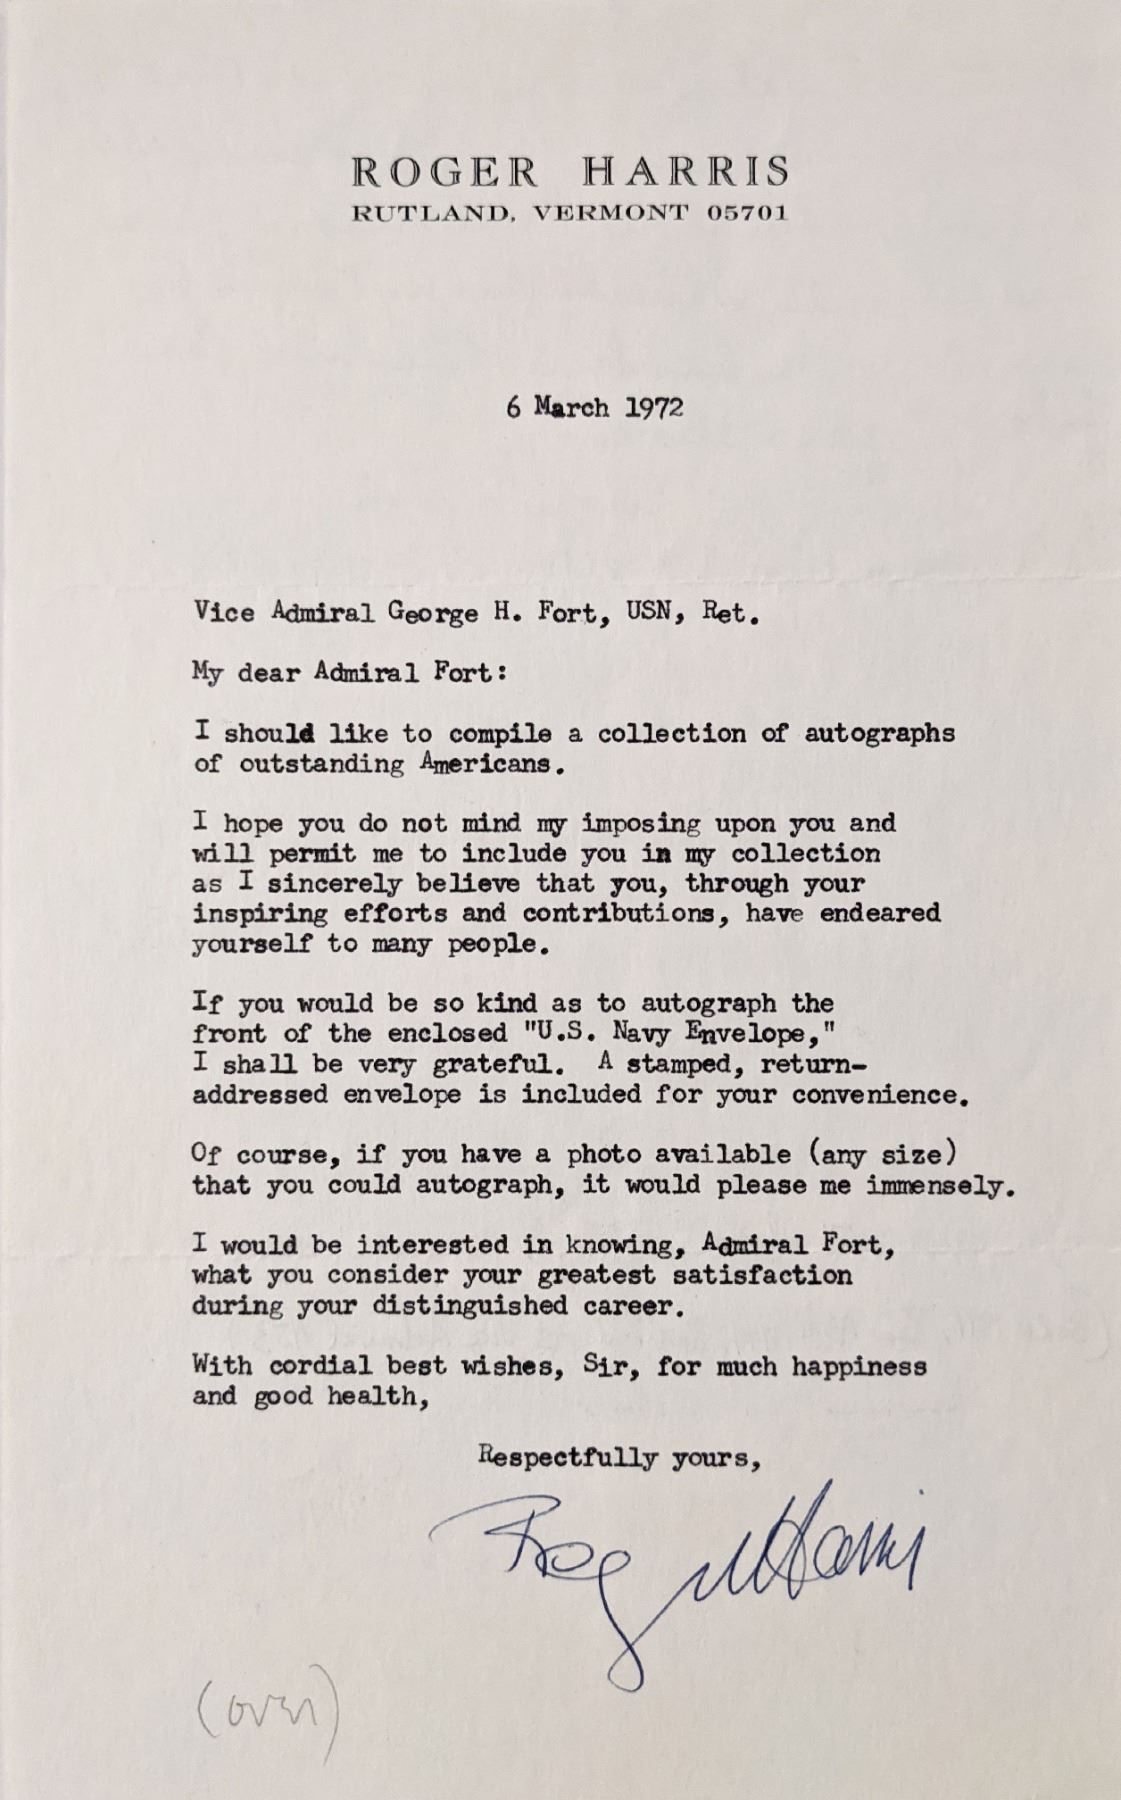 ROGER HARRIS
RUTLAND, VERMONT 05701
6 March 1972
Vice Admiral George H. Fort, USN, Ret.
My dear Admiral Fort:
I should like to compile a collection of autographs
of outstanding Americans.
I hope you do not mind my imposing upon you and
will permit me to include you in my collection
as I sincerely believe that you, through your
inspiring efforts and contributions, have endeared
yourself to many people.
If you would be so kind as to autograph the
front of the enclosed "U.S. Navy Envelope,"
I shall be very grateful.  A stamped, return-
addressed envelope is included for your convenience.
Of course, if you have a photo available (any size)
that you could autograph, it would please me immensely.
I would be interested in knowing, Admiral Fort,
what you consider your greatest satisfaction
during your distinguished career.
With cordial best wishes, Sir, for much happiness
and good health,
Respectfully yours,
Roger Harris
(over)